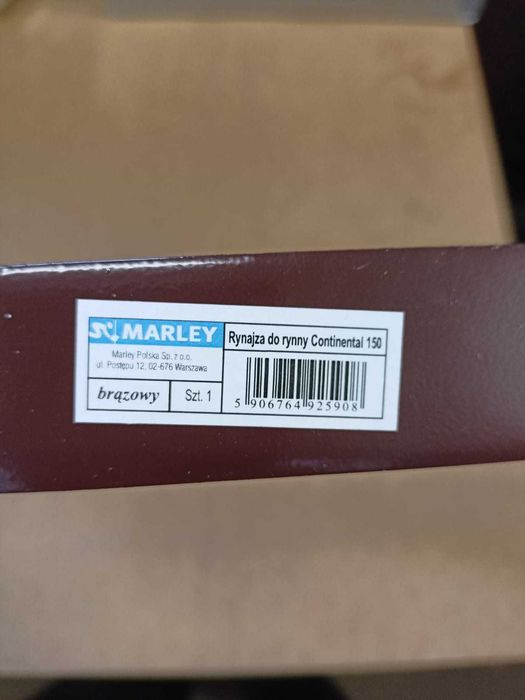 MARLEY
Marley Polska Sp. z o.o.
ul. Postępu 12, 02-676 Warszawa
brązowy
Szt. 1
Rynajza do rynny Continental 150
5 906764 925908